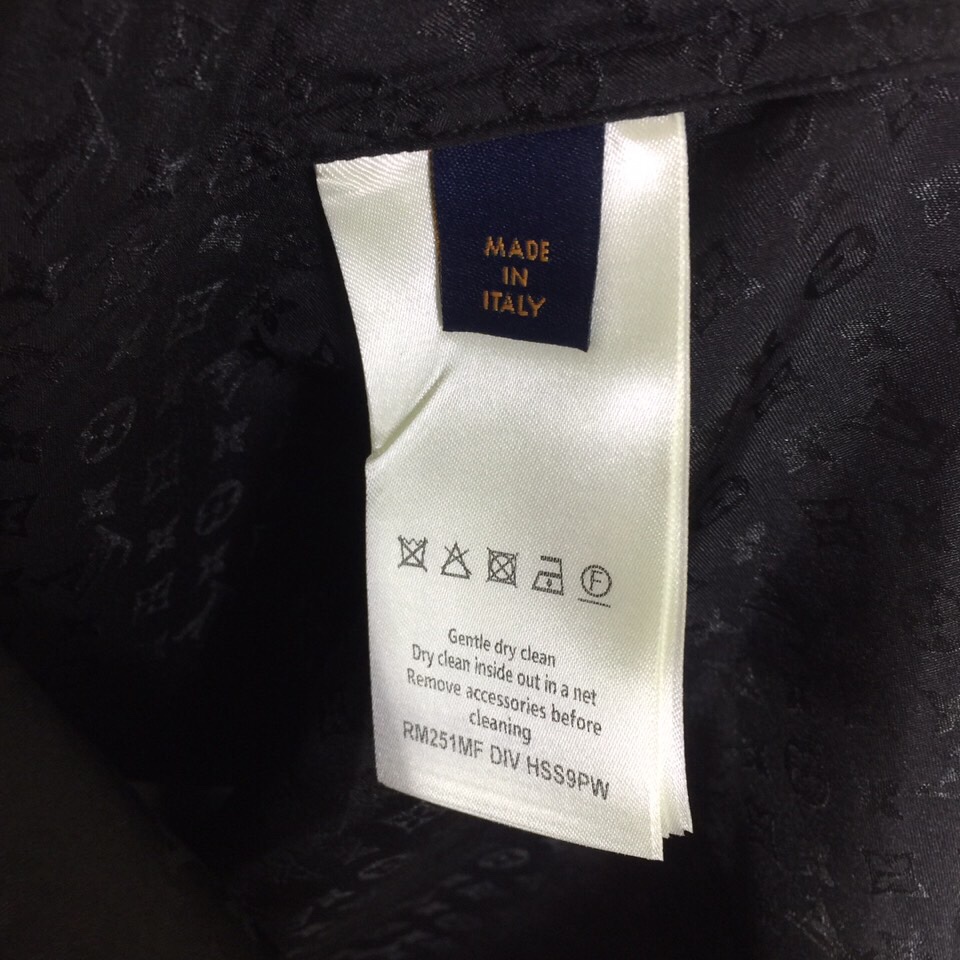 MADE
IN
ITALY
F
Gentle dry clean
Dry clean inside out in a net
Remove accessories before
cleaning
RM251MF DIV HSS9PW